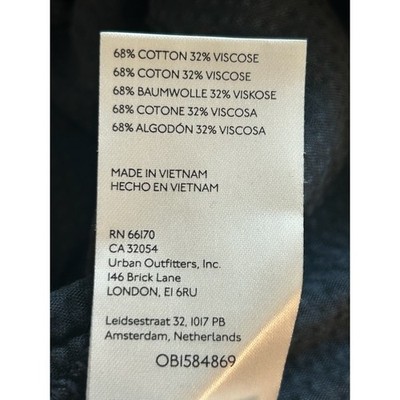 68% COTTON 32% VISCOSE
68% COTON 32% VISCOSE
68% BAUMWOLLE 32% VISKOSE
68% COTONE 32% VISCOSA
68% ALGODÓN 32% VISCOSA
MADE IN VIETNAM
HECHO EN VIETNAM
RN 66170
CA 32054
Urban Outfitters, Inc.
146 Brick Lane
LONDON, E1 6RU
Leidsestraat 32, 1017 PB
Amsterdam, Netherlands
OB1584869